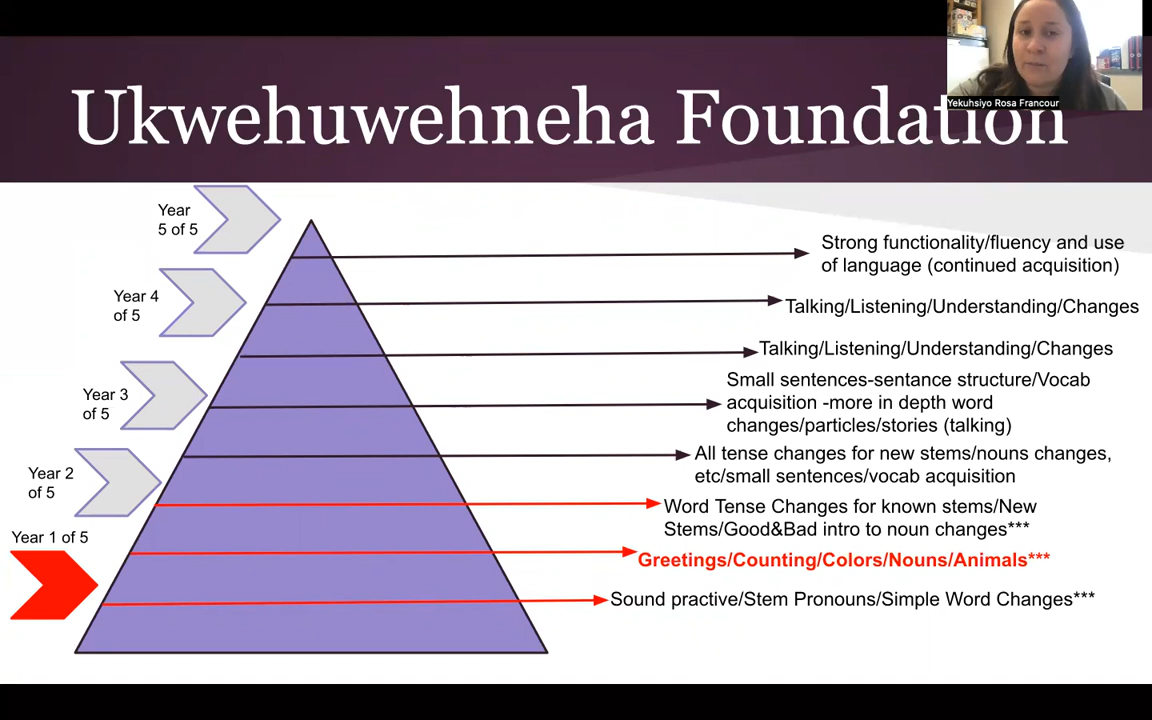 Ukwehuwehneha Foundation
Yekuhsiyo Rosa Francour
Year
5 of 5
Strong functionality/fluency and use
of language (continued acquisition)
Year 4
of 5
Talking/Listening/Understanding/Changes
Talking/Listening/Understanding/Changes
Year 3
of 5
Small sentences-sentance structure/Vocab
acquisition -more in depth word
changes/particles/stories (talking)
Year 2
of 5
All tense changes for new stems/nouns changes,
etc/small sentences/vocab acquisition
Word Tense Changes for known stems/New
Stems/Good&Bad intro to noun changes***
Year 1 of 5
Greetings/Counting/Colors/Nouns/Animals***
Sound practive/Stem Pronouns/Simple Word Changes***